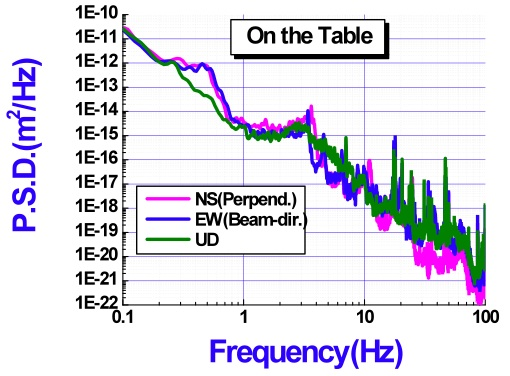 On the Table
P.S.D.(m²/Hz)
1E-10
1E-11
1E-12
1E-13
1E-14
1E-15
1E-16
1E-17
1E-18
1E-19
1E-20
1E-21
1E-22
NS(Perpend.)
EW(Beam-dir.)
UD
0.1
1
10
100
Frequency(Hz)